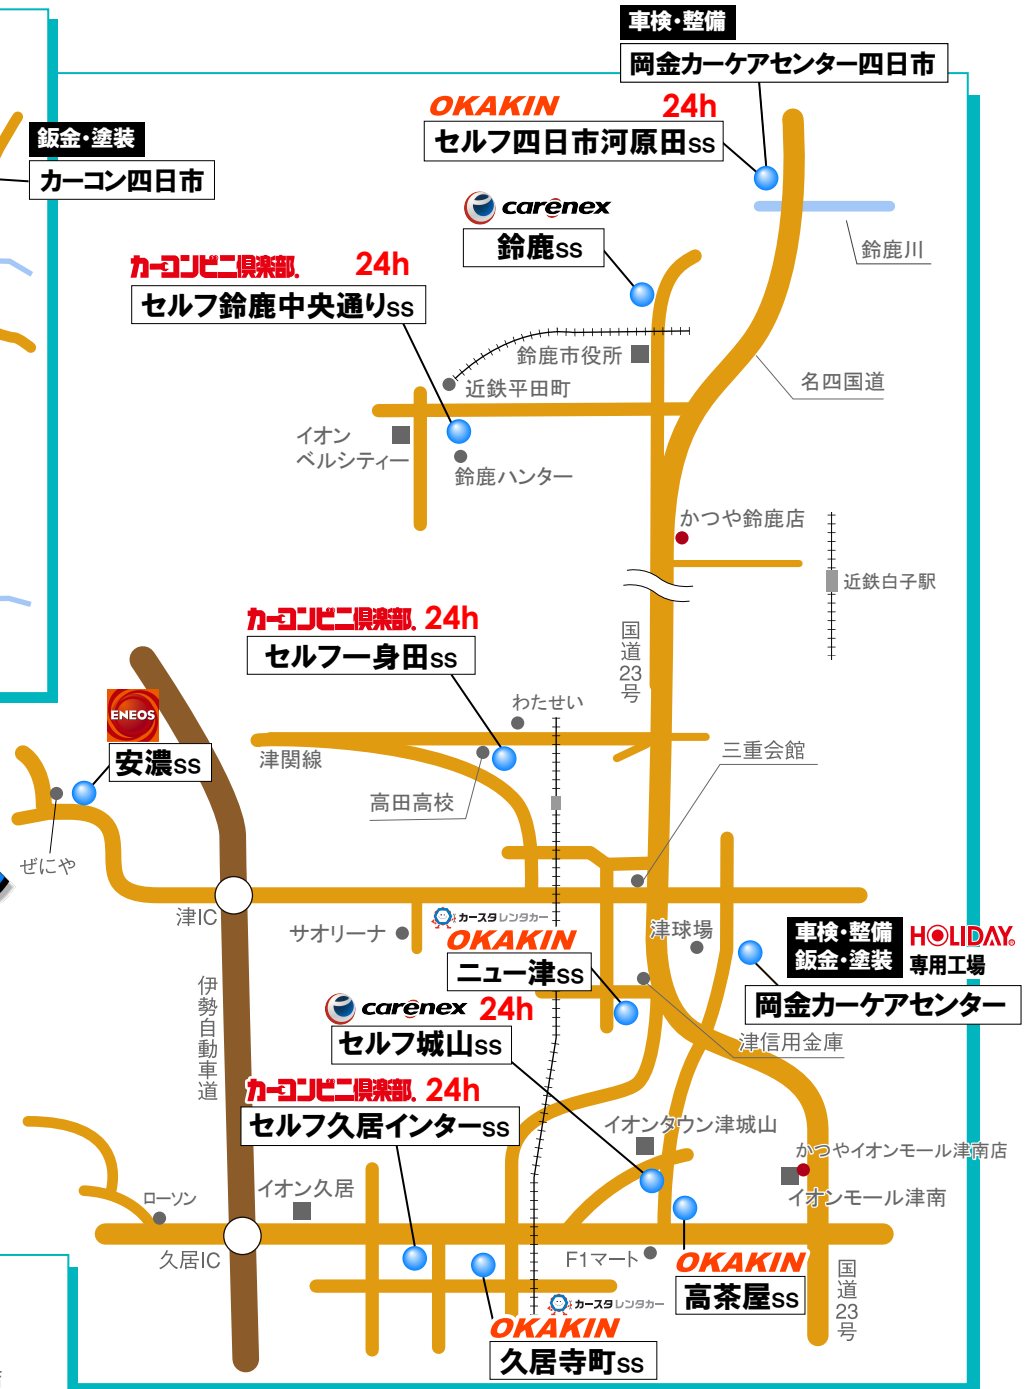 車検・整備
岡金カーケアセンター四日市
OKAKIN 24h
セルフ四日市河原田SS
鈑金・塗装
カーコン四日市
carenex
鈴鹿SS
鈴鹿川
カーコンビニ倶楽部. 24h
セルフ鈴鹿中央通りSS
鈴鹿市役所
近鉄平田町
名四国道
イオン
ベルシティー
鈴鹿ハンター
かつや鈴鹿店
近鉄白子駅
国道23号
カーコンビニ倶楽部. 24h
セルフ一身田SS
わたせい
ENEOS
安濃SS
津関線
三重会館
高田高校
ぜにや
津IC
サオリーナ
カースタレンタカー
OKAKIN
ニュー津SS
津球場
車検・整備
鈑金・塗装
HOLIDAY
専用工場
岡金カーケアセンター
伊勢自動車道
carenex 24h
セルフ城山SS
津信用金庫
カーコンビニ倶楽部. 24h
セルフ久居インターSS
イオンタウン津城山
かつやイオンモール津南店
イオンモール津南
ローソン
イオン久居
久居IC
F1マート
OKAKIN
高茶屋SS
国道23号
カースタレンタカー
OKAKIN
久居寺町SS